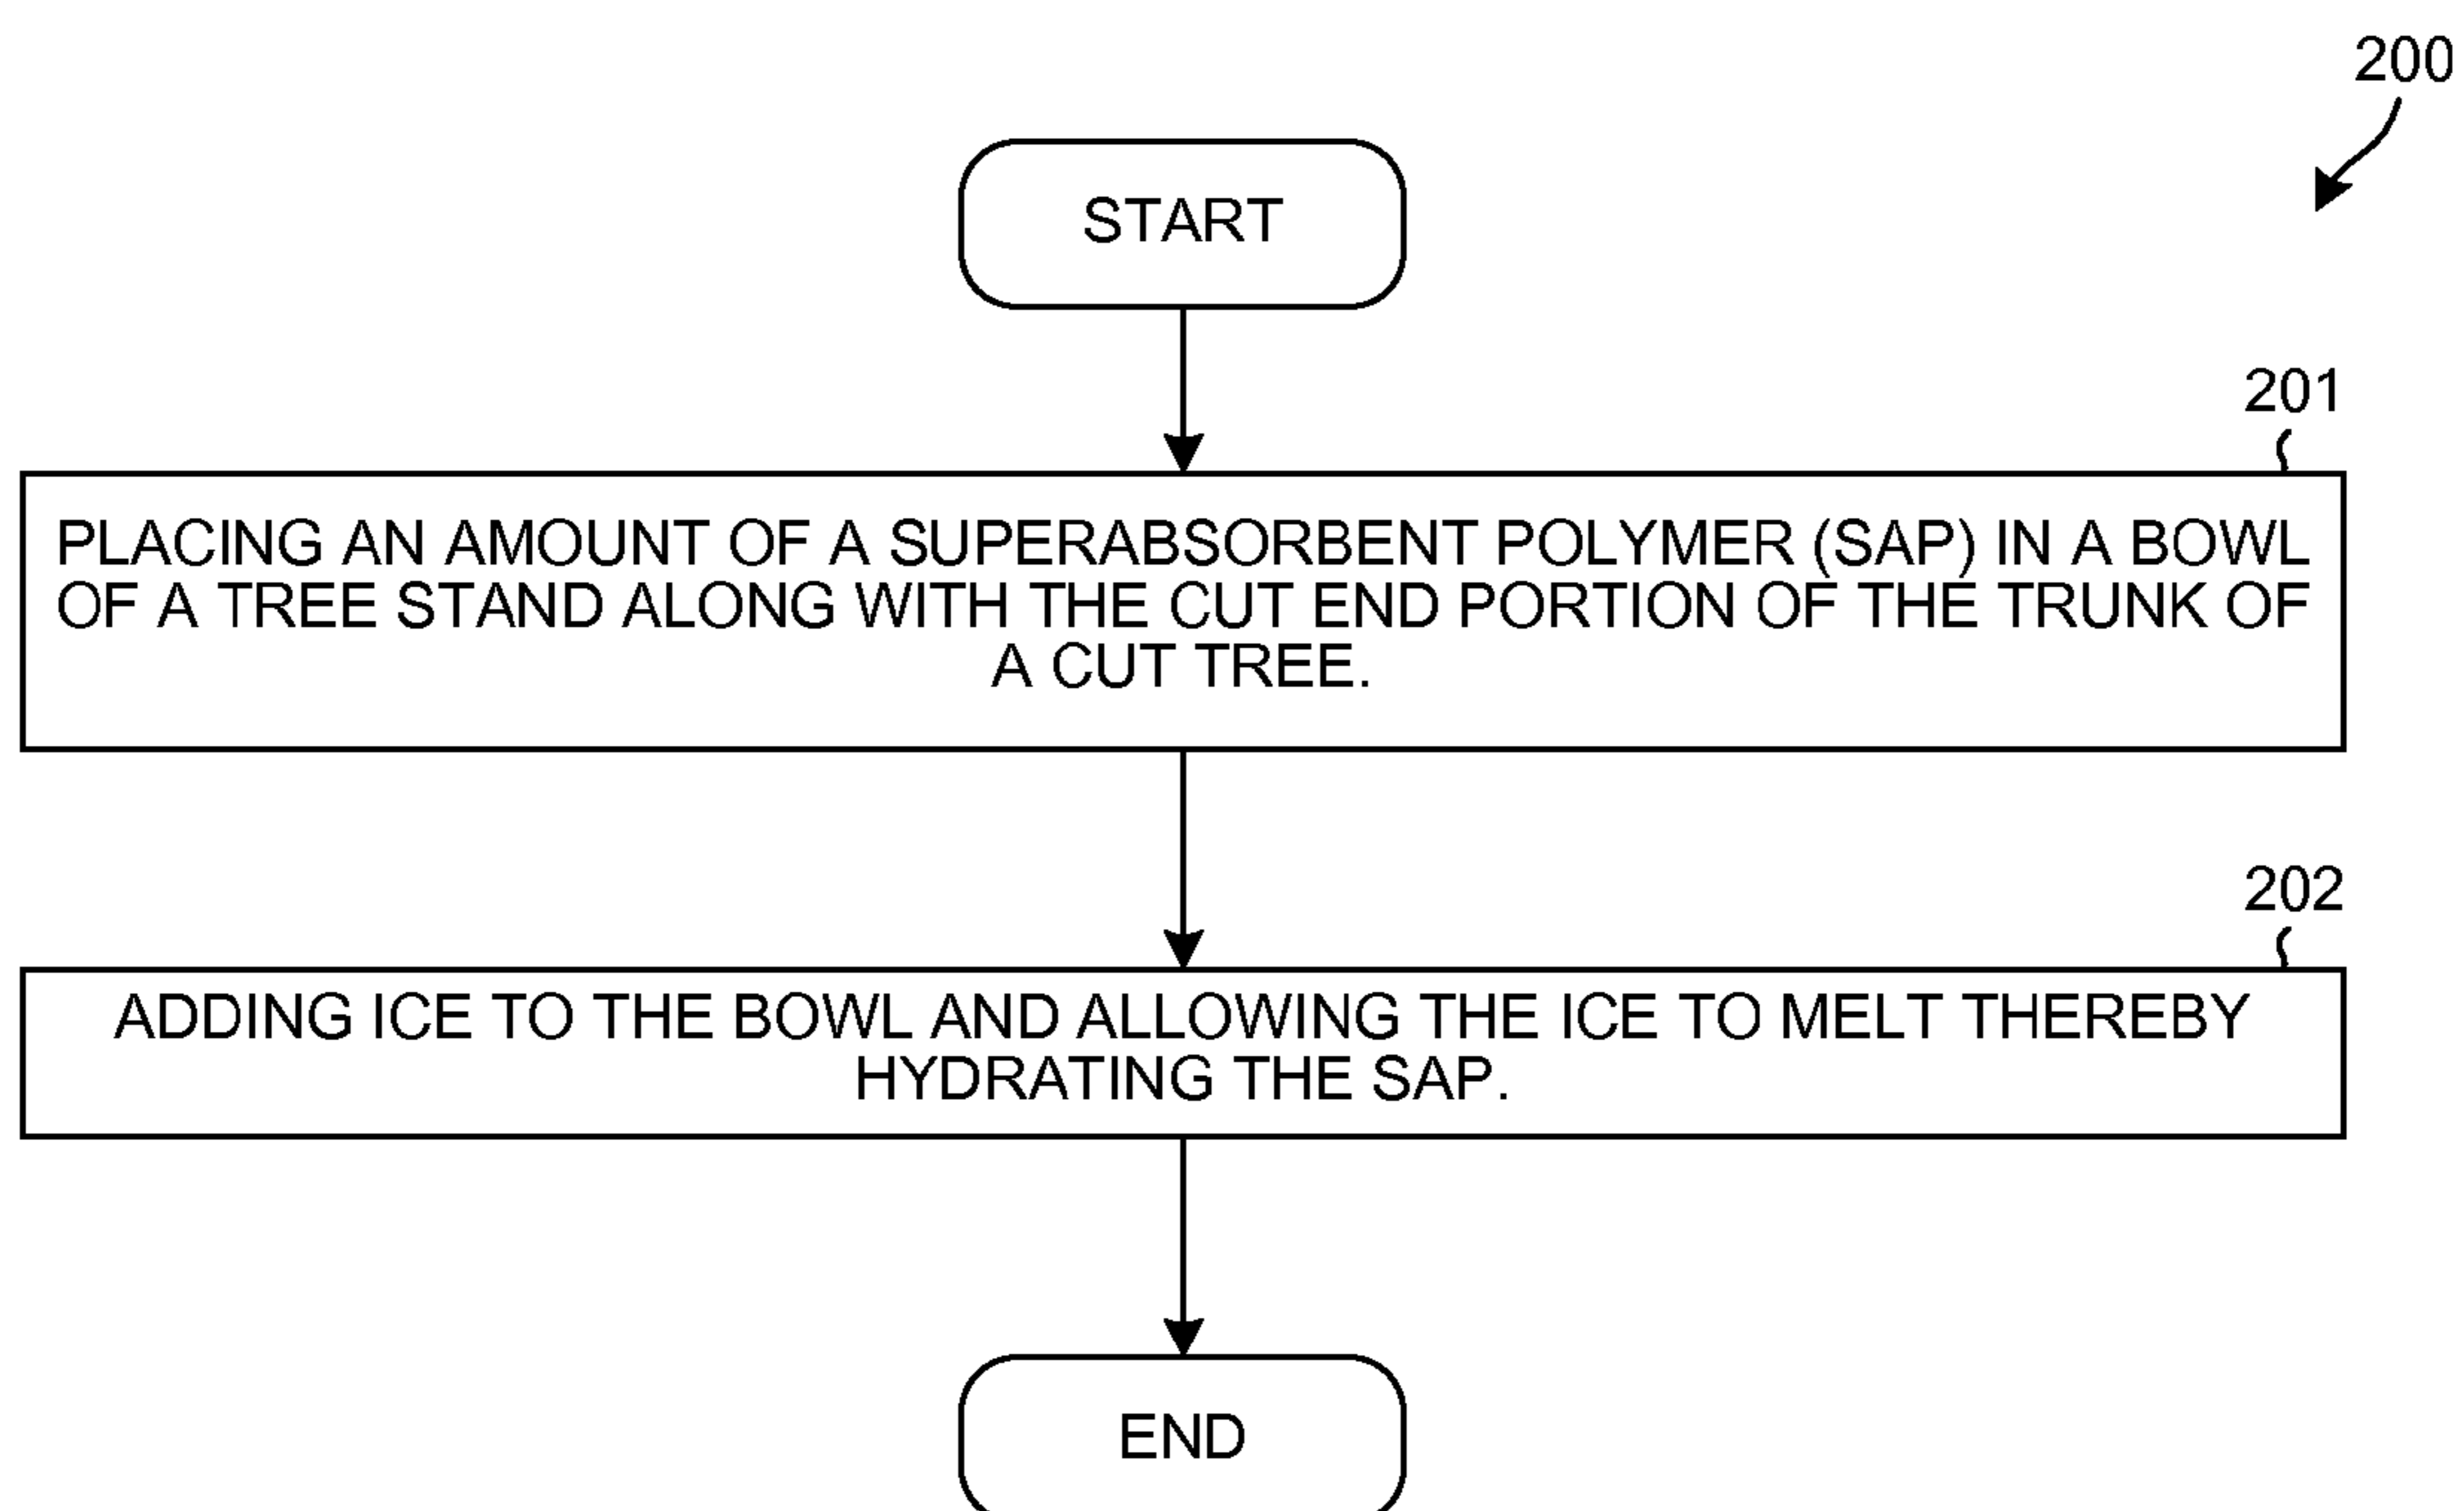 200
START
201
PLACING AN AMOUNT OF A SUPERABSORBENT POLYMER (SAP) IN A BOWL
OF A TREE STAND ALONG WITH THE CUT END PORTION OF THE TRUNK OF
A CUT TREE.
202
ADDING ICE TO THE BOWL AND ALLOWING THE ICE TO MELT THEREBY
HYDRATING THE SAP.
END